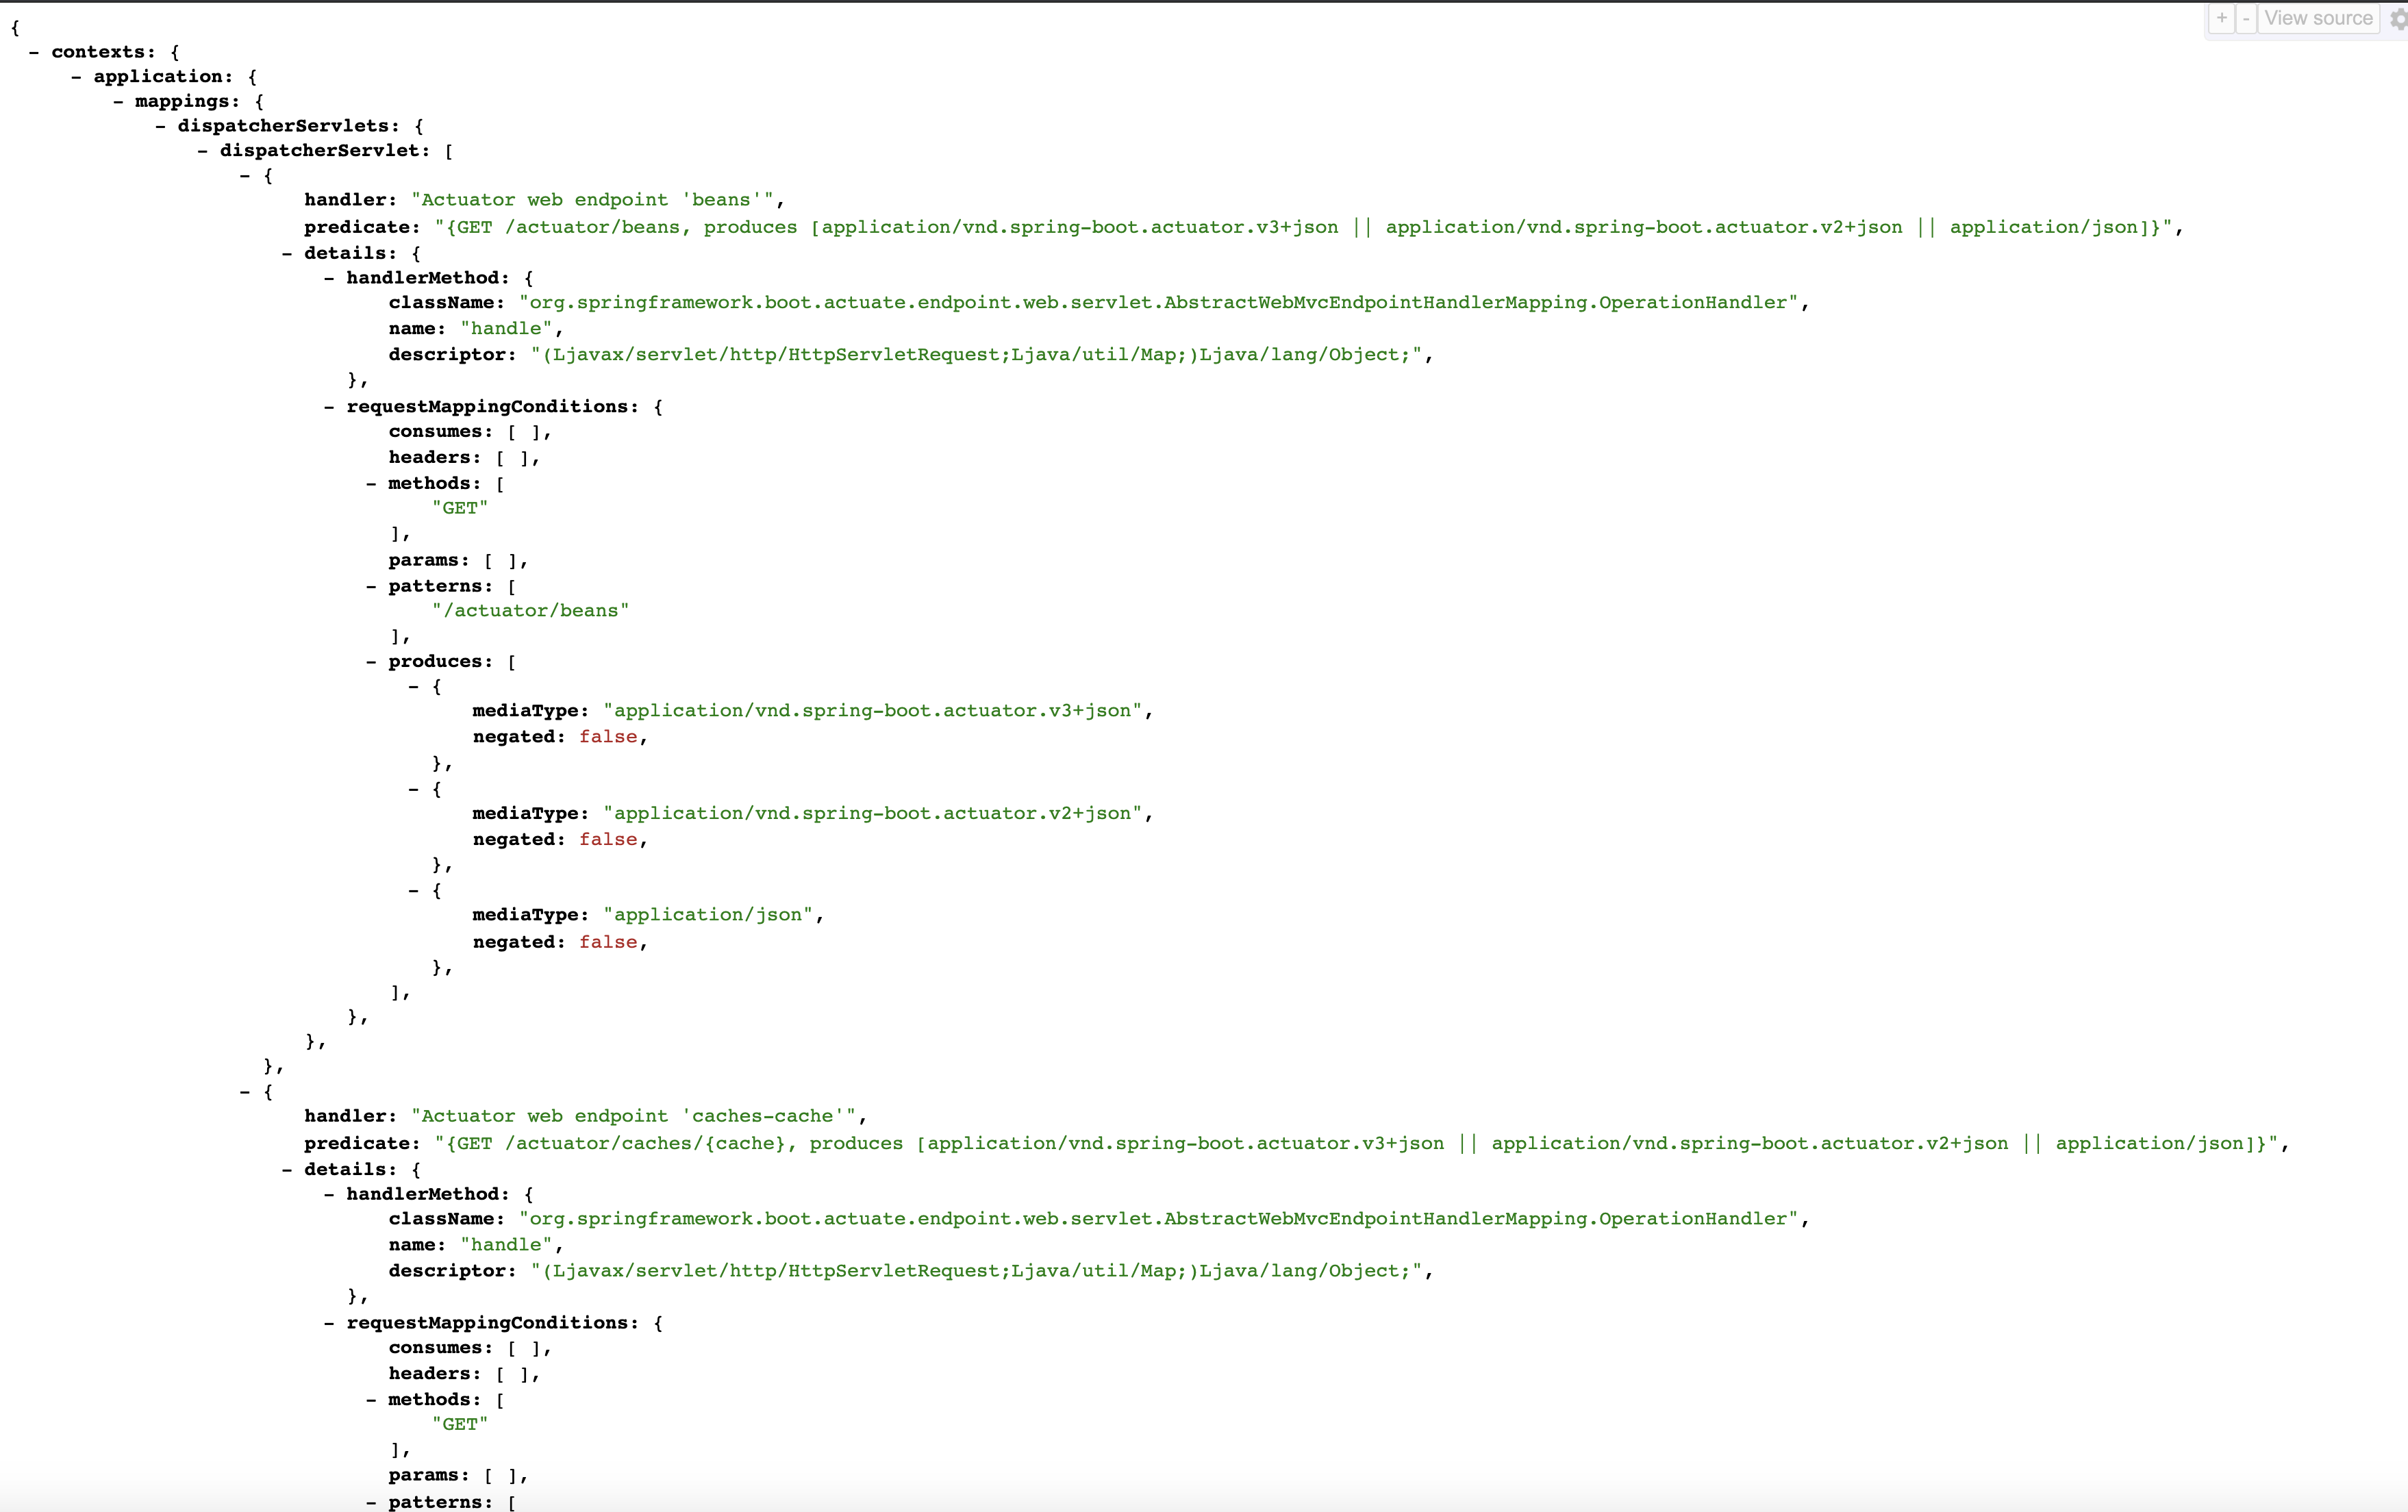 + - View source
{
- contexts: {
- application: {
- mappings: {
- dispatcherServlets: {
- dispatcherServlet: [
- {
handler: "Actuator web endpoint 'beans'",
predicate: "{GET /actuator/beans, produces [application/vnd.spring-boot.actuator.v3+json || application/vnd.spring-boot.actuator.v2+json || application/json]}",
- details: {
- handlerMethod: {
className: "org.springframework.boot.actuate.endpoint.web.servlet.AbstractWebMvcEndpointHandlerMapping.OperationHandler",
name: "handle",
descriptor: "(Ljavax/servlet/http/HttpServletRequest;Ljava/util/Map;)Ljava/lang/Object;",
},
- requestMappingConditions: {
consumes: [ ],
headers: [ ],
- methods: [
"GET"
],
params: [ ],
- patterns: [
"/actuator/beans"
],
- produces: [
- {
mediaType: "application/vnd.spring-boot.actuator.v3+json",
negated: false,
},
- {
mediaType: "application/vnd.spring-boot.actuator.v2+json",
negated: false,
},
- {
mediaType: "application/json",
negated: false,
},
],
},
},
},
- {
handler: "Actuator web endpoint 'caches-cache'",
predicate: "{GET /actuator/caches/{cache}, produces [application/vnd.spring-boot.actuator.v3+json || application/vnd.spring-boot.actuator.v2+json || application/json]}",
- details: {
- handlerMethod: {
className: "org.springframework.boot.actuate.endpoint.web.servlet.AbstractWebMvcEndpointHandlerMapping.OperationHandler",
name: "handle",
descriptor: "(Ljavax/servlet/http/HttpServletRequest;Ljava/util/Map;)Ljava/lang/Object;",
},
- requestMappingConditions: {
consumes: [ ],
headers: [ ],
- methods: [
"GET"
],
params: [ ],
- patterns: [